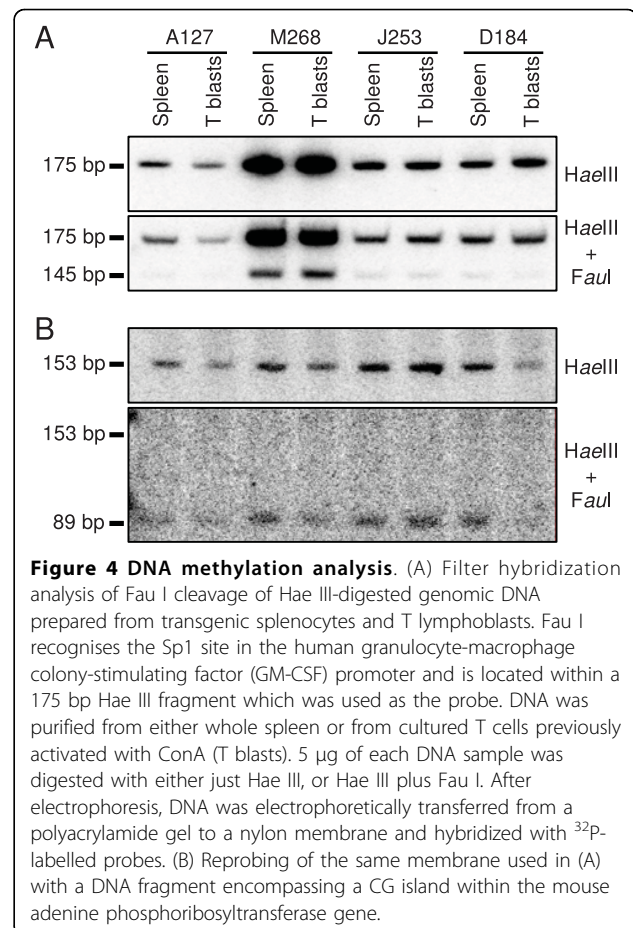 A
A127 M268 J253 D184
Spleen T blasts Spleen T blasts Spleen T blasts Spleen T blasts
175 bp HaeIII
175 bp HaeIII
+
145 bp FauI
B
153 bp HaeIII
153 bp
HaeIII
+
FauI
89 bp
Figure 4 DNA methylation analysis. (A) Filter hybridization
analysis of Fau I cleavage of Hae III-digested genomic DNA
prepared from transgenic splenocytes and T lymphoblasts. Fau I
recognises the Sp1 site in the human granulocyte-macrophage
colony-stimulating factor (GM-CSF) promoter and is located within a
175 bp Hae III fragment which was used as the probe. DNA was
purified from either whole spleen or from cultured T cells previously
activated with ConA (T blasts). 5 μg of each DNA sample was
digested with either just Hae III, or Hae III plus Fau I. After
electrophoresis, DNA was electrophoretically transferred from a
polyacrylamide gel to a nylon membrane and hybridized with ³²P-
labelled probes. (B) Reprobing of the same membrane used in (A)
with a DNA fragment encompassing a CG island within the mouse
adenine phosphoribosyltransferase gene.